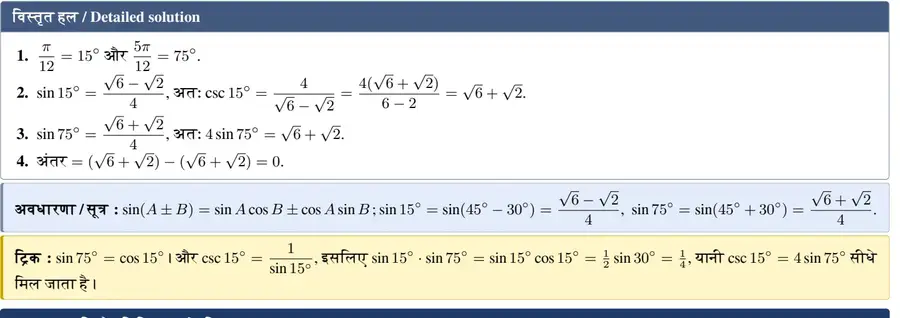 विस्तृत हल / Detailed solution
1. π/12 = 15° और 5π/12 = 75°.
2. sin 15° = (√6 − √2)/4, अतः csc 15° = 4/(√6 − √2) = 4(√6 + √2)/(6 − 2) = √6 + √2.
3. sin 75° = (√6 + √2)/4, अतः 4 sin 75° = √6 + √2.
4. अंतर = (√6 + √2) − (√6 + √2) = 0.
अवधारणा / सूत्र : sin(A ± B) = sin A cos B ± cos A sin B ; sin 15° = sin(45° − 30°) = (√6 − √2)/4, sin 75° = sin(45° + 30°) = (√6 + √2)/4.
ट्रिक : sin 75° = cos 15°। और csc 15° = 1/sin 15°, इसलिए sin 15° · sin 75° = sin 15° cos 15° = 1/2 sin 30° = 1/4, यानी csc 15° = 4 sin 75° सीधे
मिल जाता है।